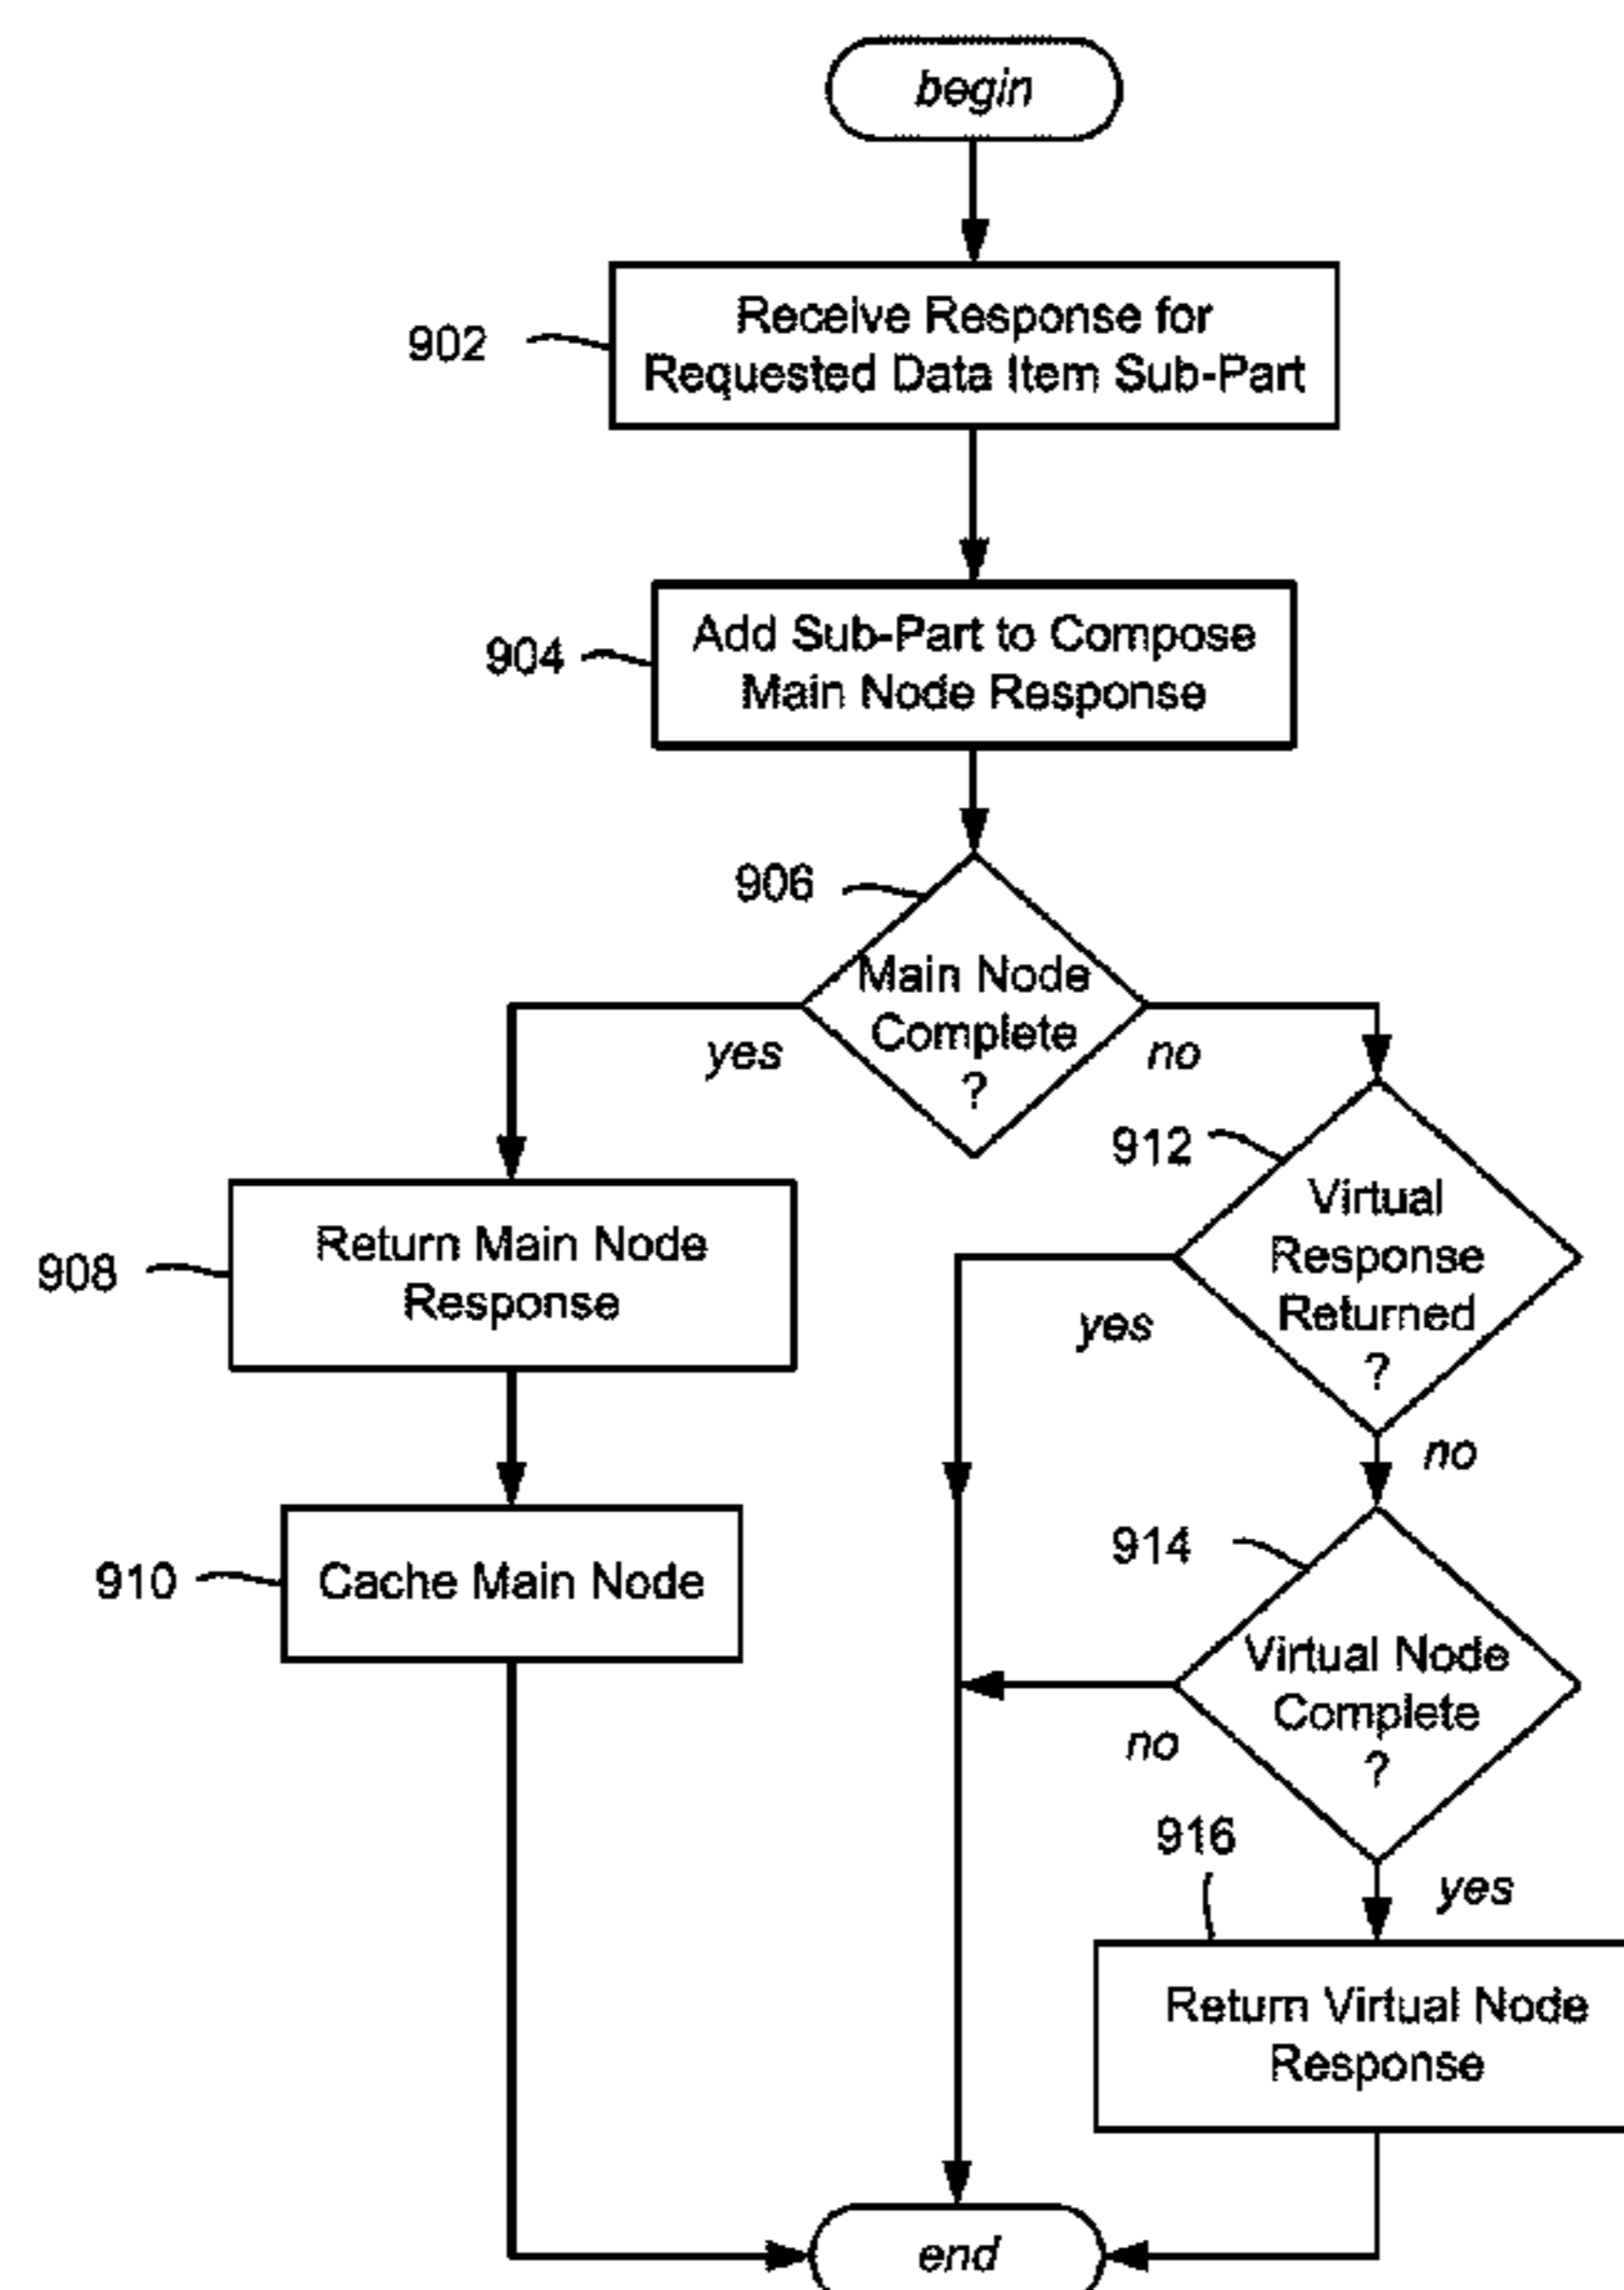 begin
902
Receive Response for
Requested Data Item Sub-Part
904
Add Sub-Part to Compose
Main Node Response
906
Main Node
Complete
?
yes
no
908
Return Main Node
Response
912
Virtual
Response
Returned
?
yes
no
910
Cache Main Node
914
Virtual Node
Complete
?
no
yes
916
Return Virtual Node
Response
end